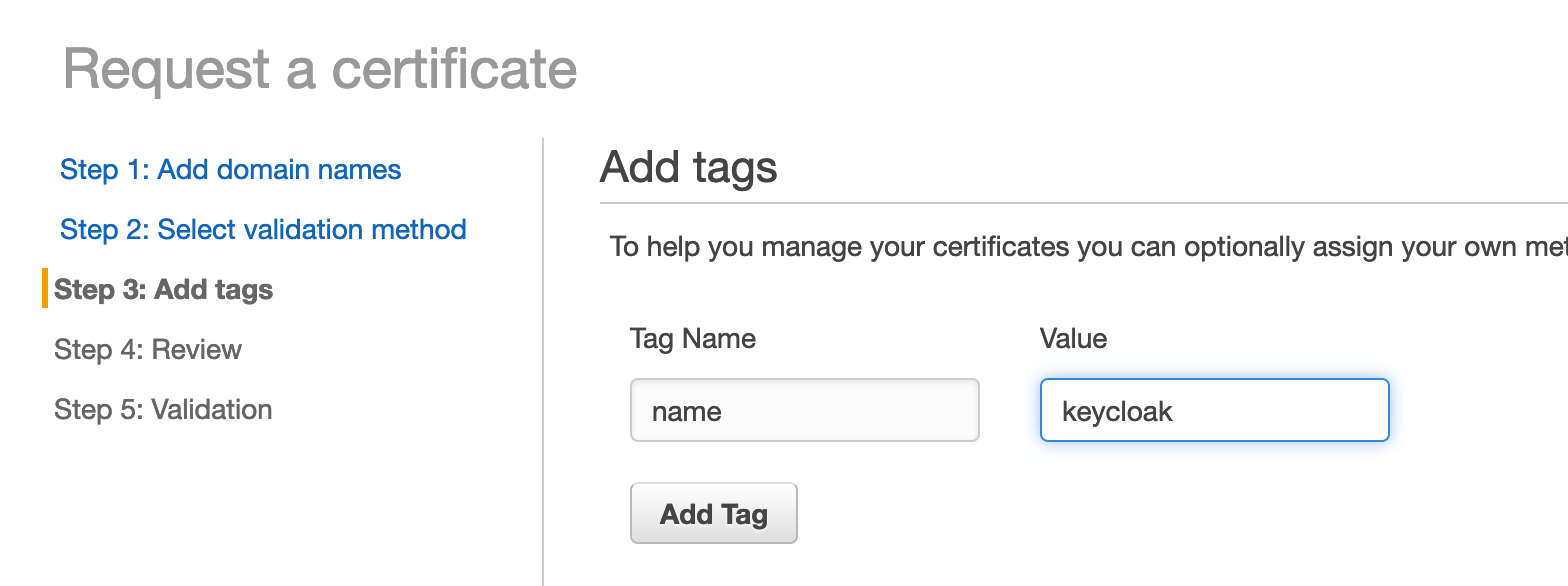 Request a certificate
Step 1: Add domain names
Step 2: Select validation method
Step 3: Add tags
Step 4: Review
Step 5: Validation
Add tags
To help you manage your certificates you can optionally assign your own
Tag Name
Value
name
keycloak
Add Tag